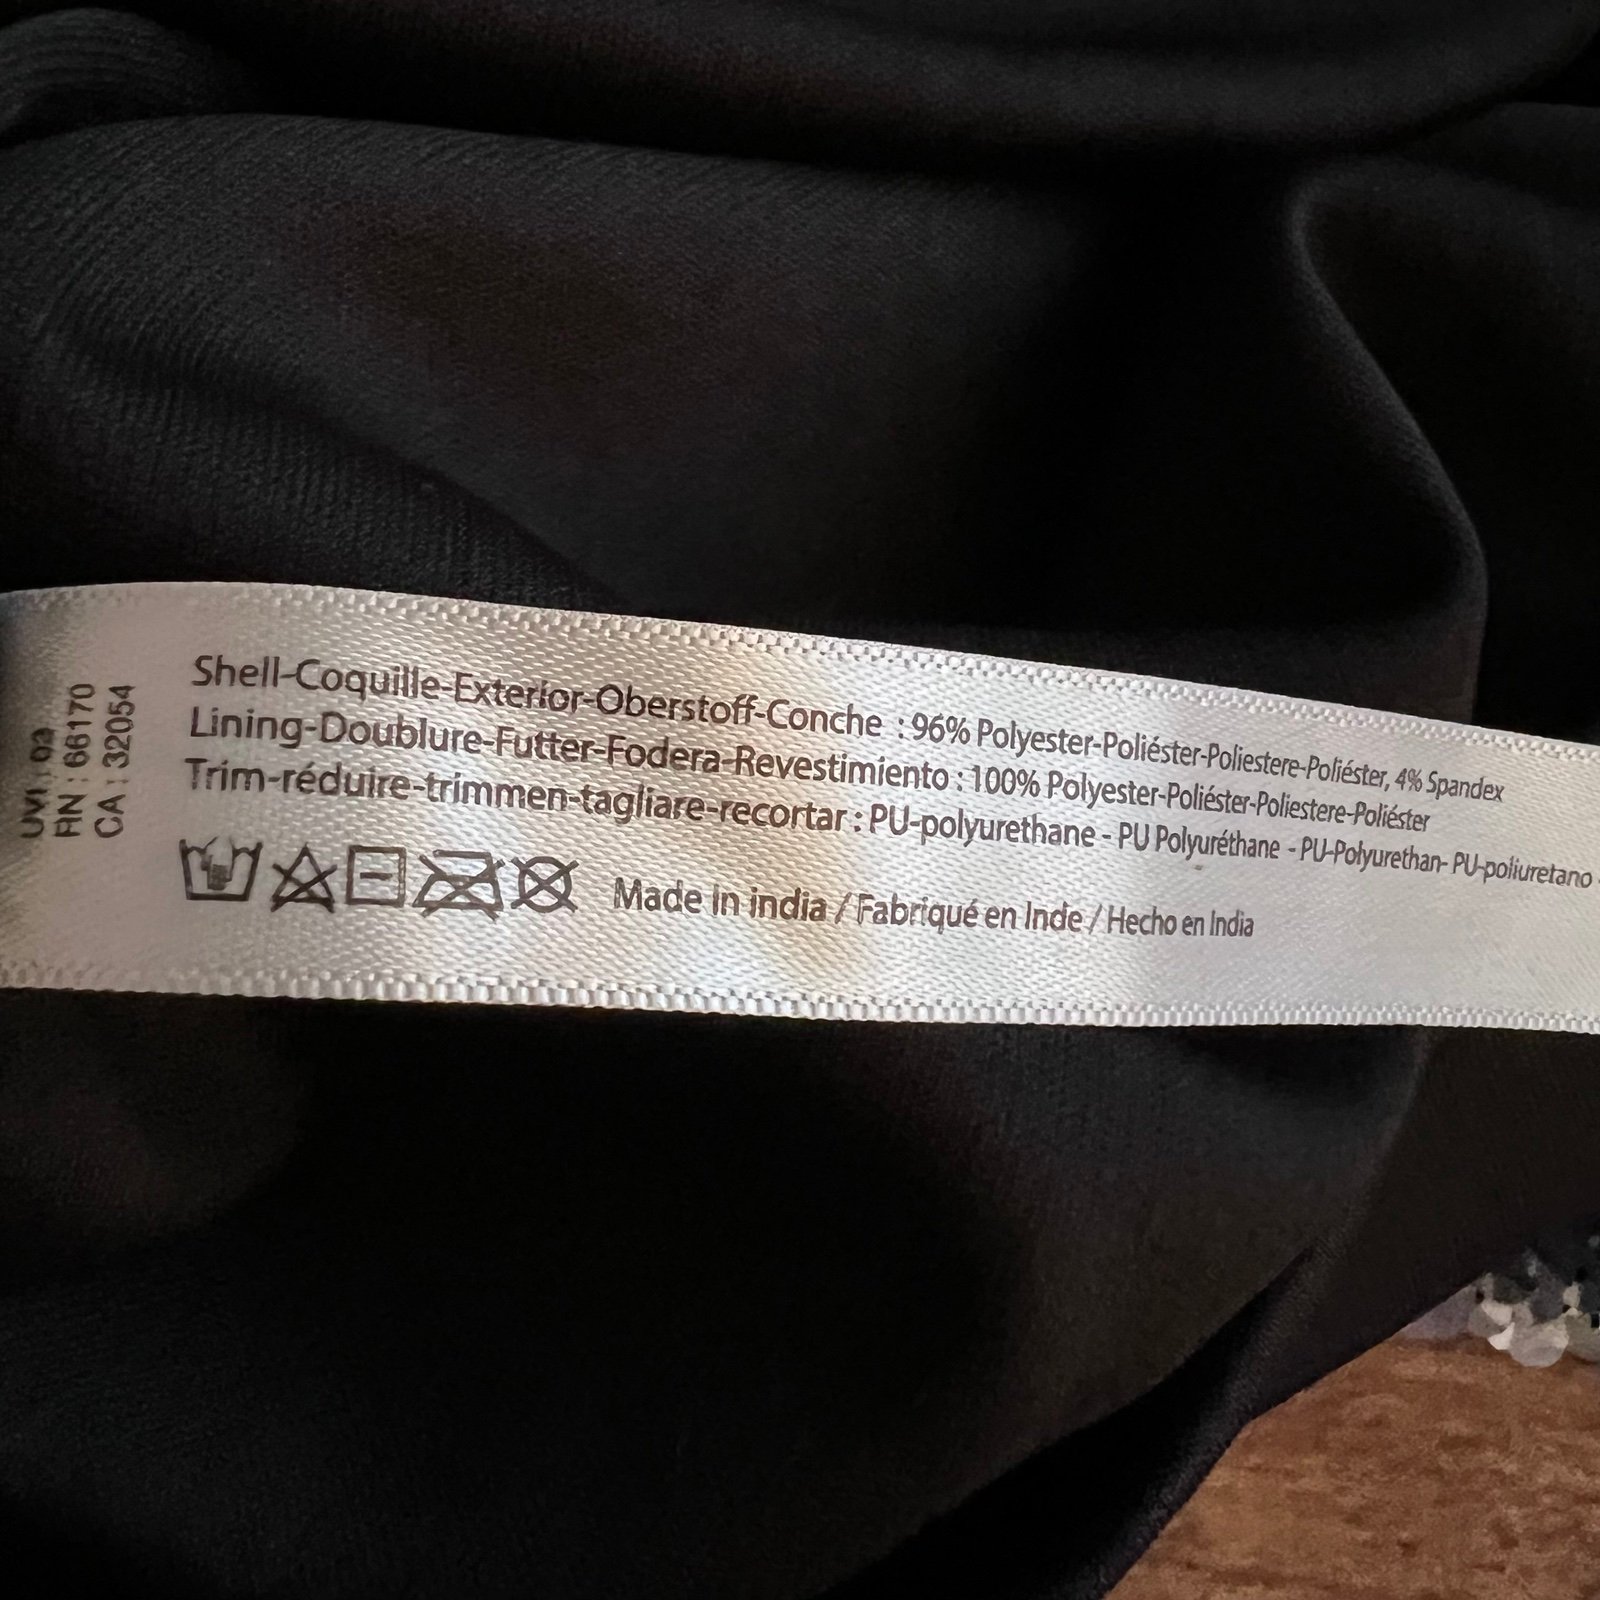 UVI : 03
RN : 66170
CA : 32054
Shell-Coquille-Exterior-Oberstoff-Conche : 96% Polyester-Poliéster-Poliestere-Poliéster, 4% Spandex
Lining-Doublure-Futter-Fodera-Revestimiento : 100% Polyester-Poliéster-Poliestere-Poliéster
Trim-réduire-trimmen-tagliare-recortar : PU-polyurethane - PU Polyuréthane - PU-Polyurethan- PU-poliuretano -
Made in india / Fabriqué en Inde / Hecho en India